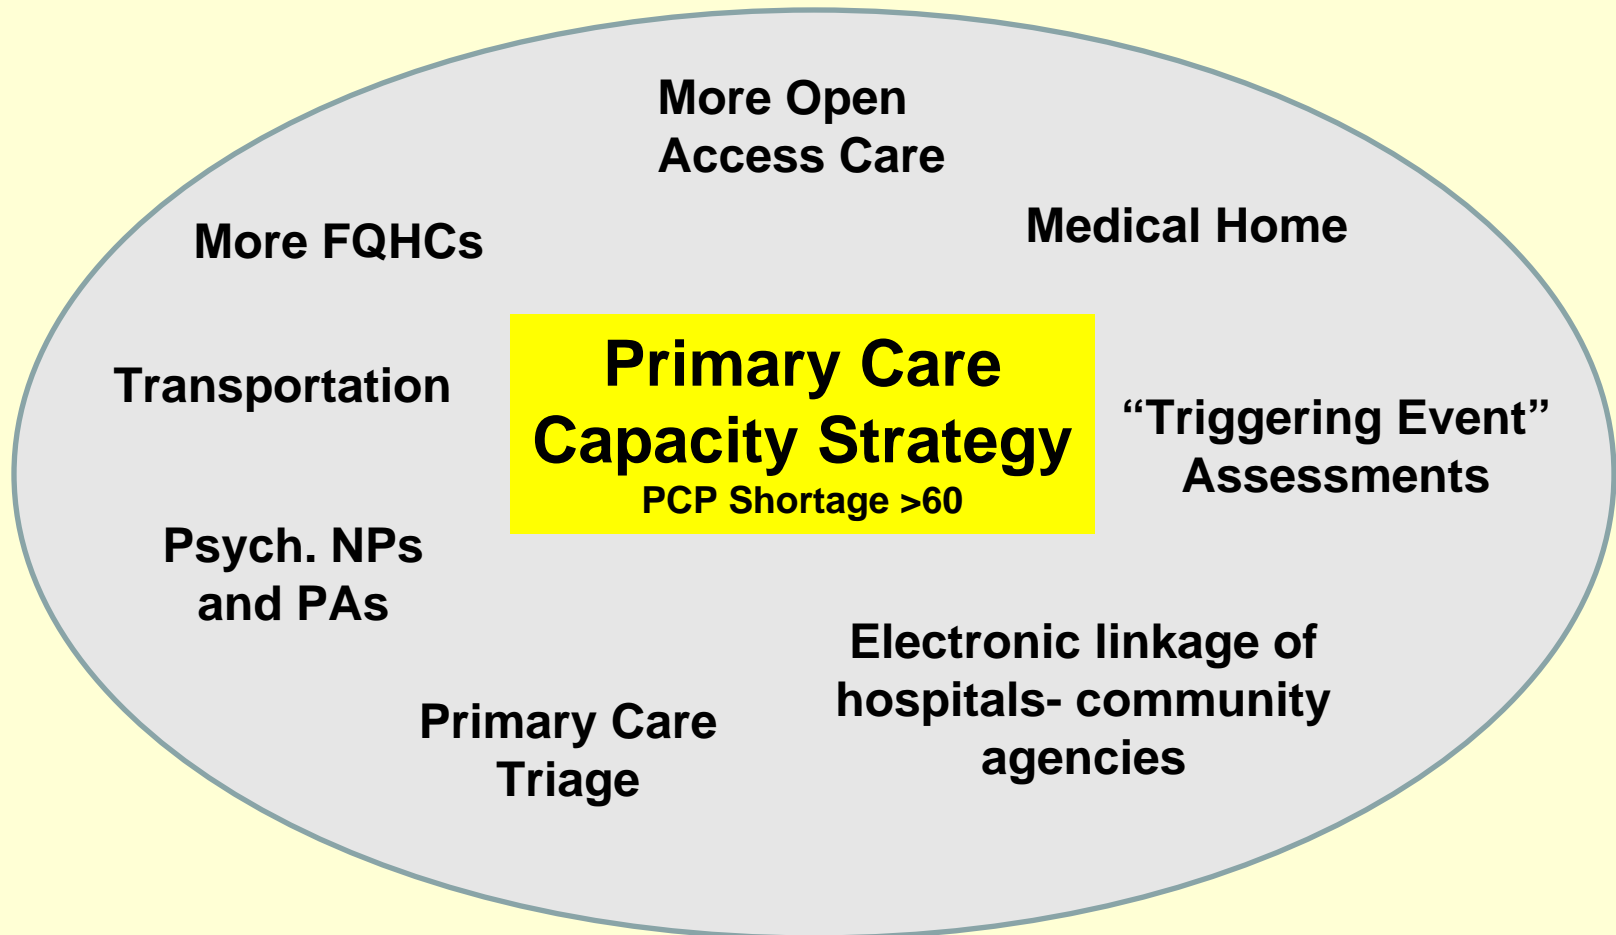 More Open
Access Care
More FQHCs
Medical Home
Transportation
Primary Care
Capacity Strategy
PCP Shortage >60
“Triggering Event”
Assessments
Psych. NPs
and PAs
Electronic linkage of
hospitals- community
agencies
Primary Care
Triage